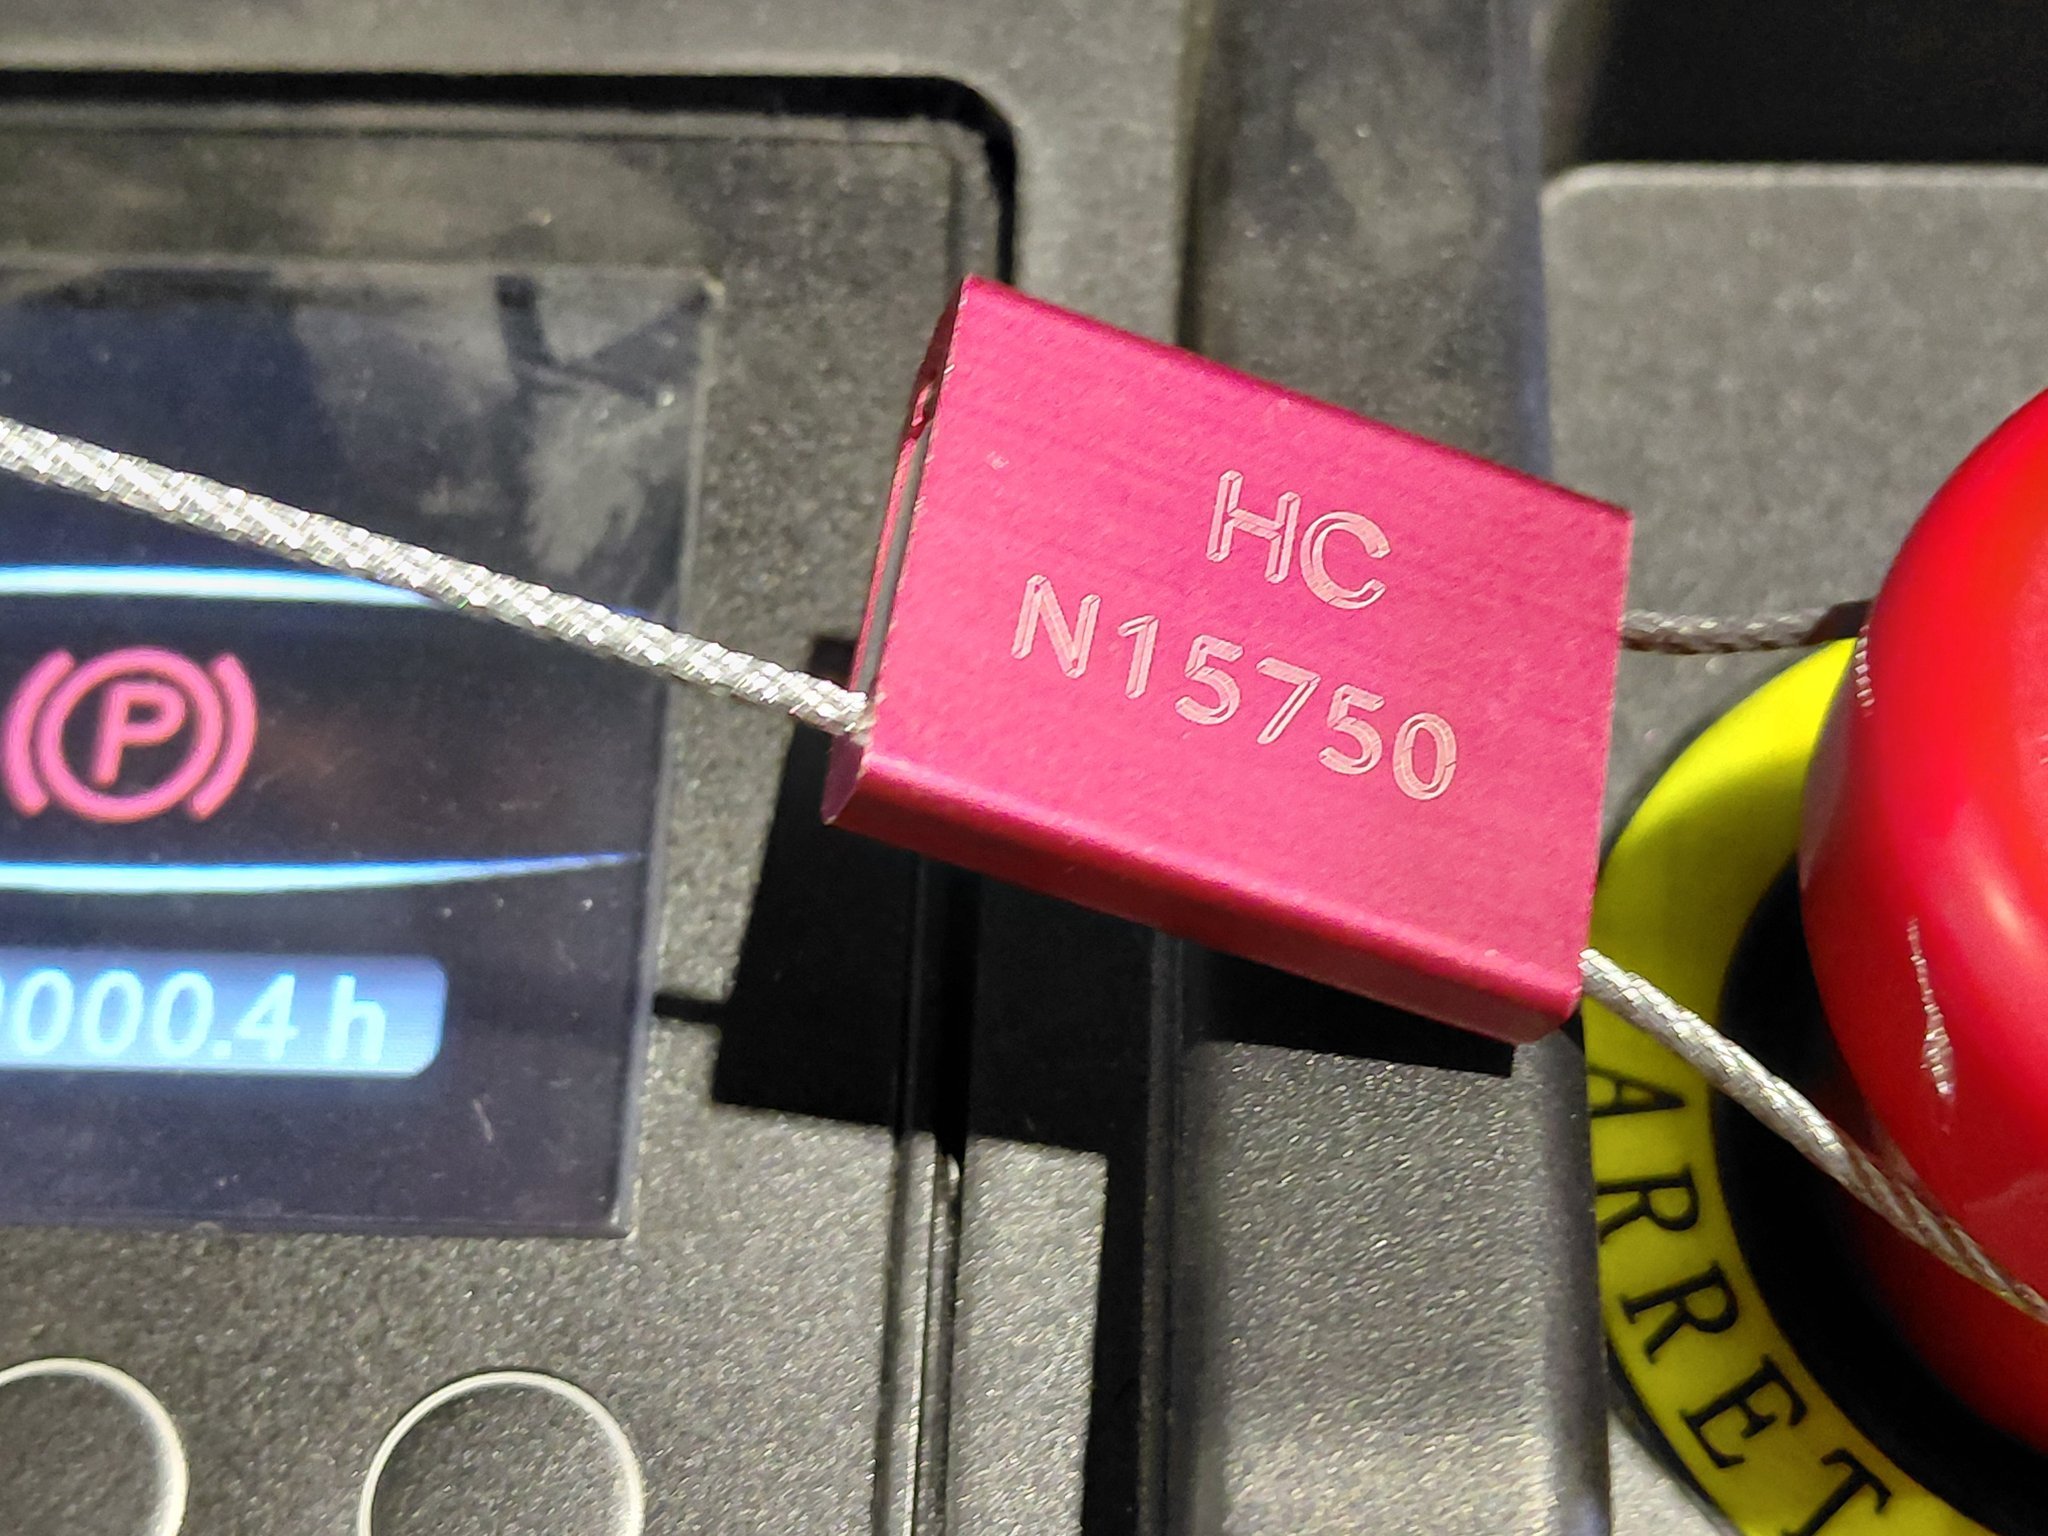 HC
N15750
P
0000.4 h
ARRET